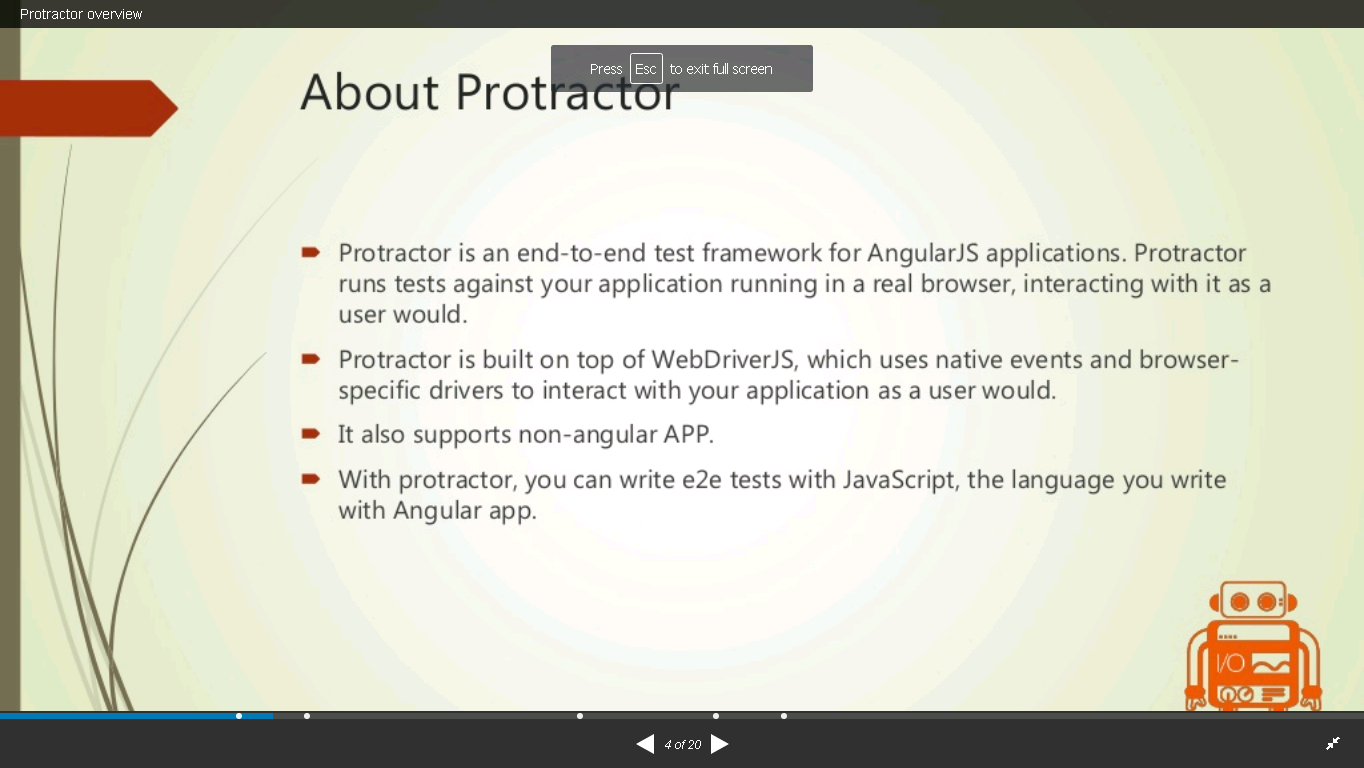 Protractor overview
Press Esc to exit full screen
About Protractor
Protractor is an end-to-end test framework for AngularJS applications. Protractor
runs tests against your application running in a real browser, interacting with it as a
user would.
Protractor is built on top of WebDriverJS, which uses native events and browser-
specific drivers to interact with your application as a user would.
It also supports non-angular APP.
With protractor, you can write e2e tests with JavaScript, the language you write
with Angular app.
I/O
4 of 20